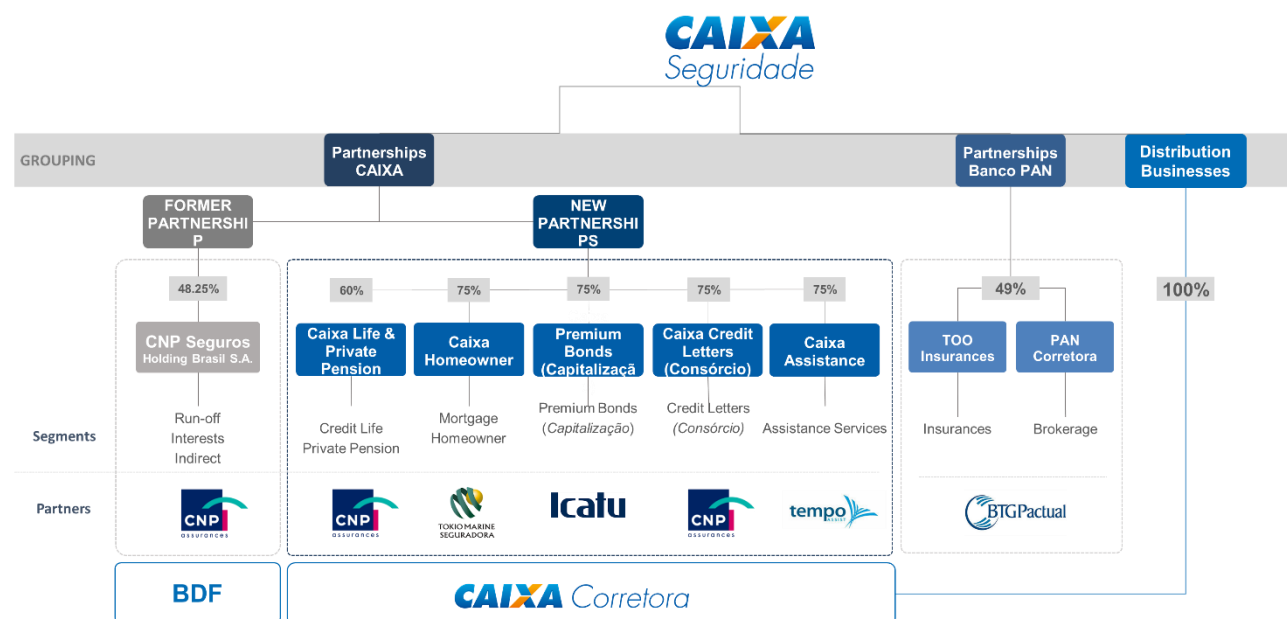 CAIXA
Seguridade
GROUPING
Partnerships
CAIXA
Partnerships
Banco PAN
Distribution
Businesses
FORMER
PARTNERSHI
P
NEW
PARTNERSHI
PS
48.25%
60%
75%
75%
75%
75%
49%
100%
CNP Seguros
Holding Brasil S.A.
Caixa Life &
Private
Pension
Caixa
Homeowner
Premium
Bonds
(Capitalizaçã
Caixa Credit
Letters
(Consórcio)
Caixa
Assistance
TOO
Insurances
PAN
Corretora
Segments
Run-off
Interests
Indirect
Credit Life
Private Pension
Mortgage
Homeowner
Premium Bonds
(Capitalização)
Credit Letters
(Consórcio)
Assistance Services
Insurances
Brokerage
Partners
CNP
assurances
CNP
assurances
TOKIO MARINE
SEGURADORA
Icatu
CNP
assurances
tempo
ASSIST
BTGPactual
BDF
CAIXA Corretora